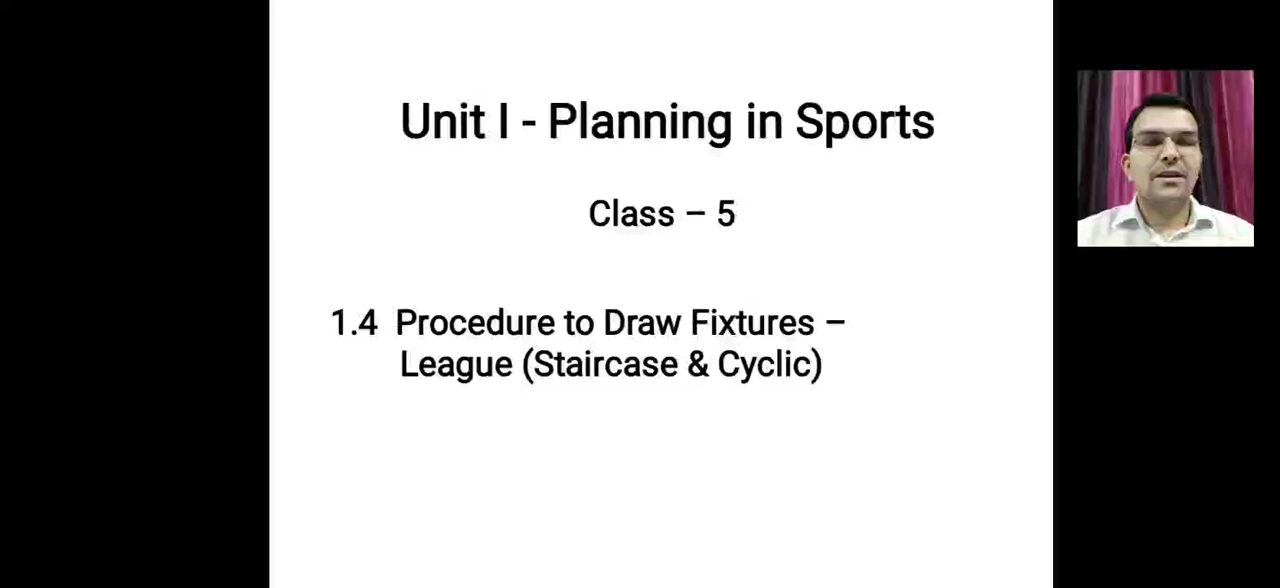 Unit I - Planning in Sports
Class – 5
1.4 Procedure to Draw Fixtures –
League (Staircase & Cyclic)